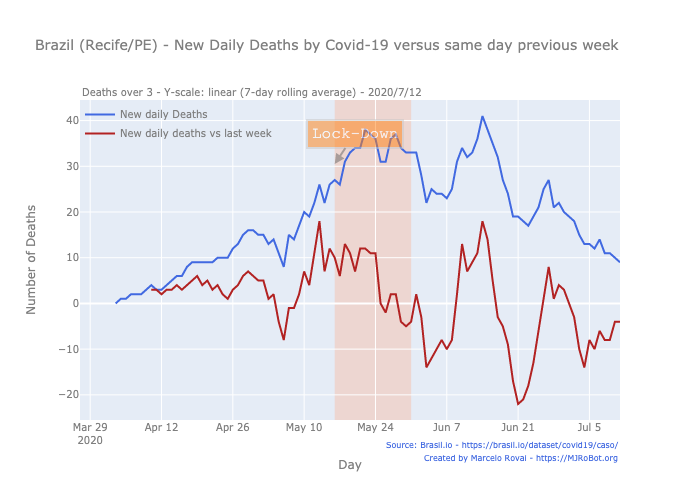 Brazil (Recife/PE) - New Daily Deaths by Covid-19 versus same day previous week
Deaths over 3 - Y-scale: linear (7-day rolling average) - 2020/7/12
New daily Deaths
New daily deaths vs last week
Lock-Down
40
30
20
10
0
−10
−20
Number of Deaths
Mar 29
2020
Apr 12
Apr 26
May 10
May 24
Jun 7
Jun 21
Jul 5
Day
Source: Brasil.io - https://brasil.io/dataset/covid19/caso/
Created by Marcelo Rovai - https://MJRoBot.org